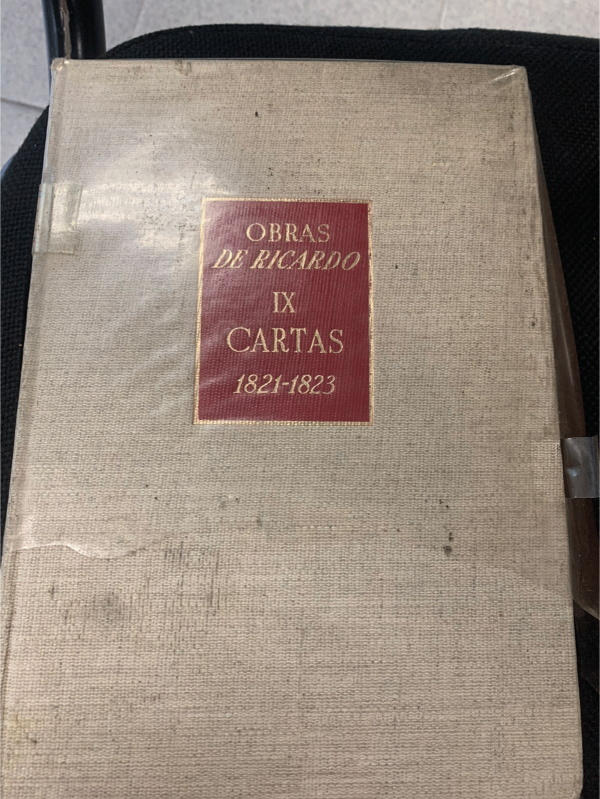 OBRAS
DE RICARDO
IX
CARTAS
1821-1823